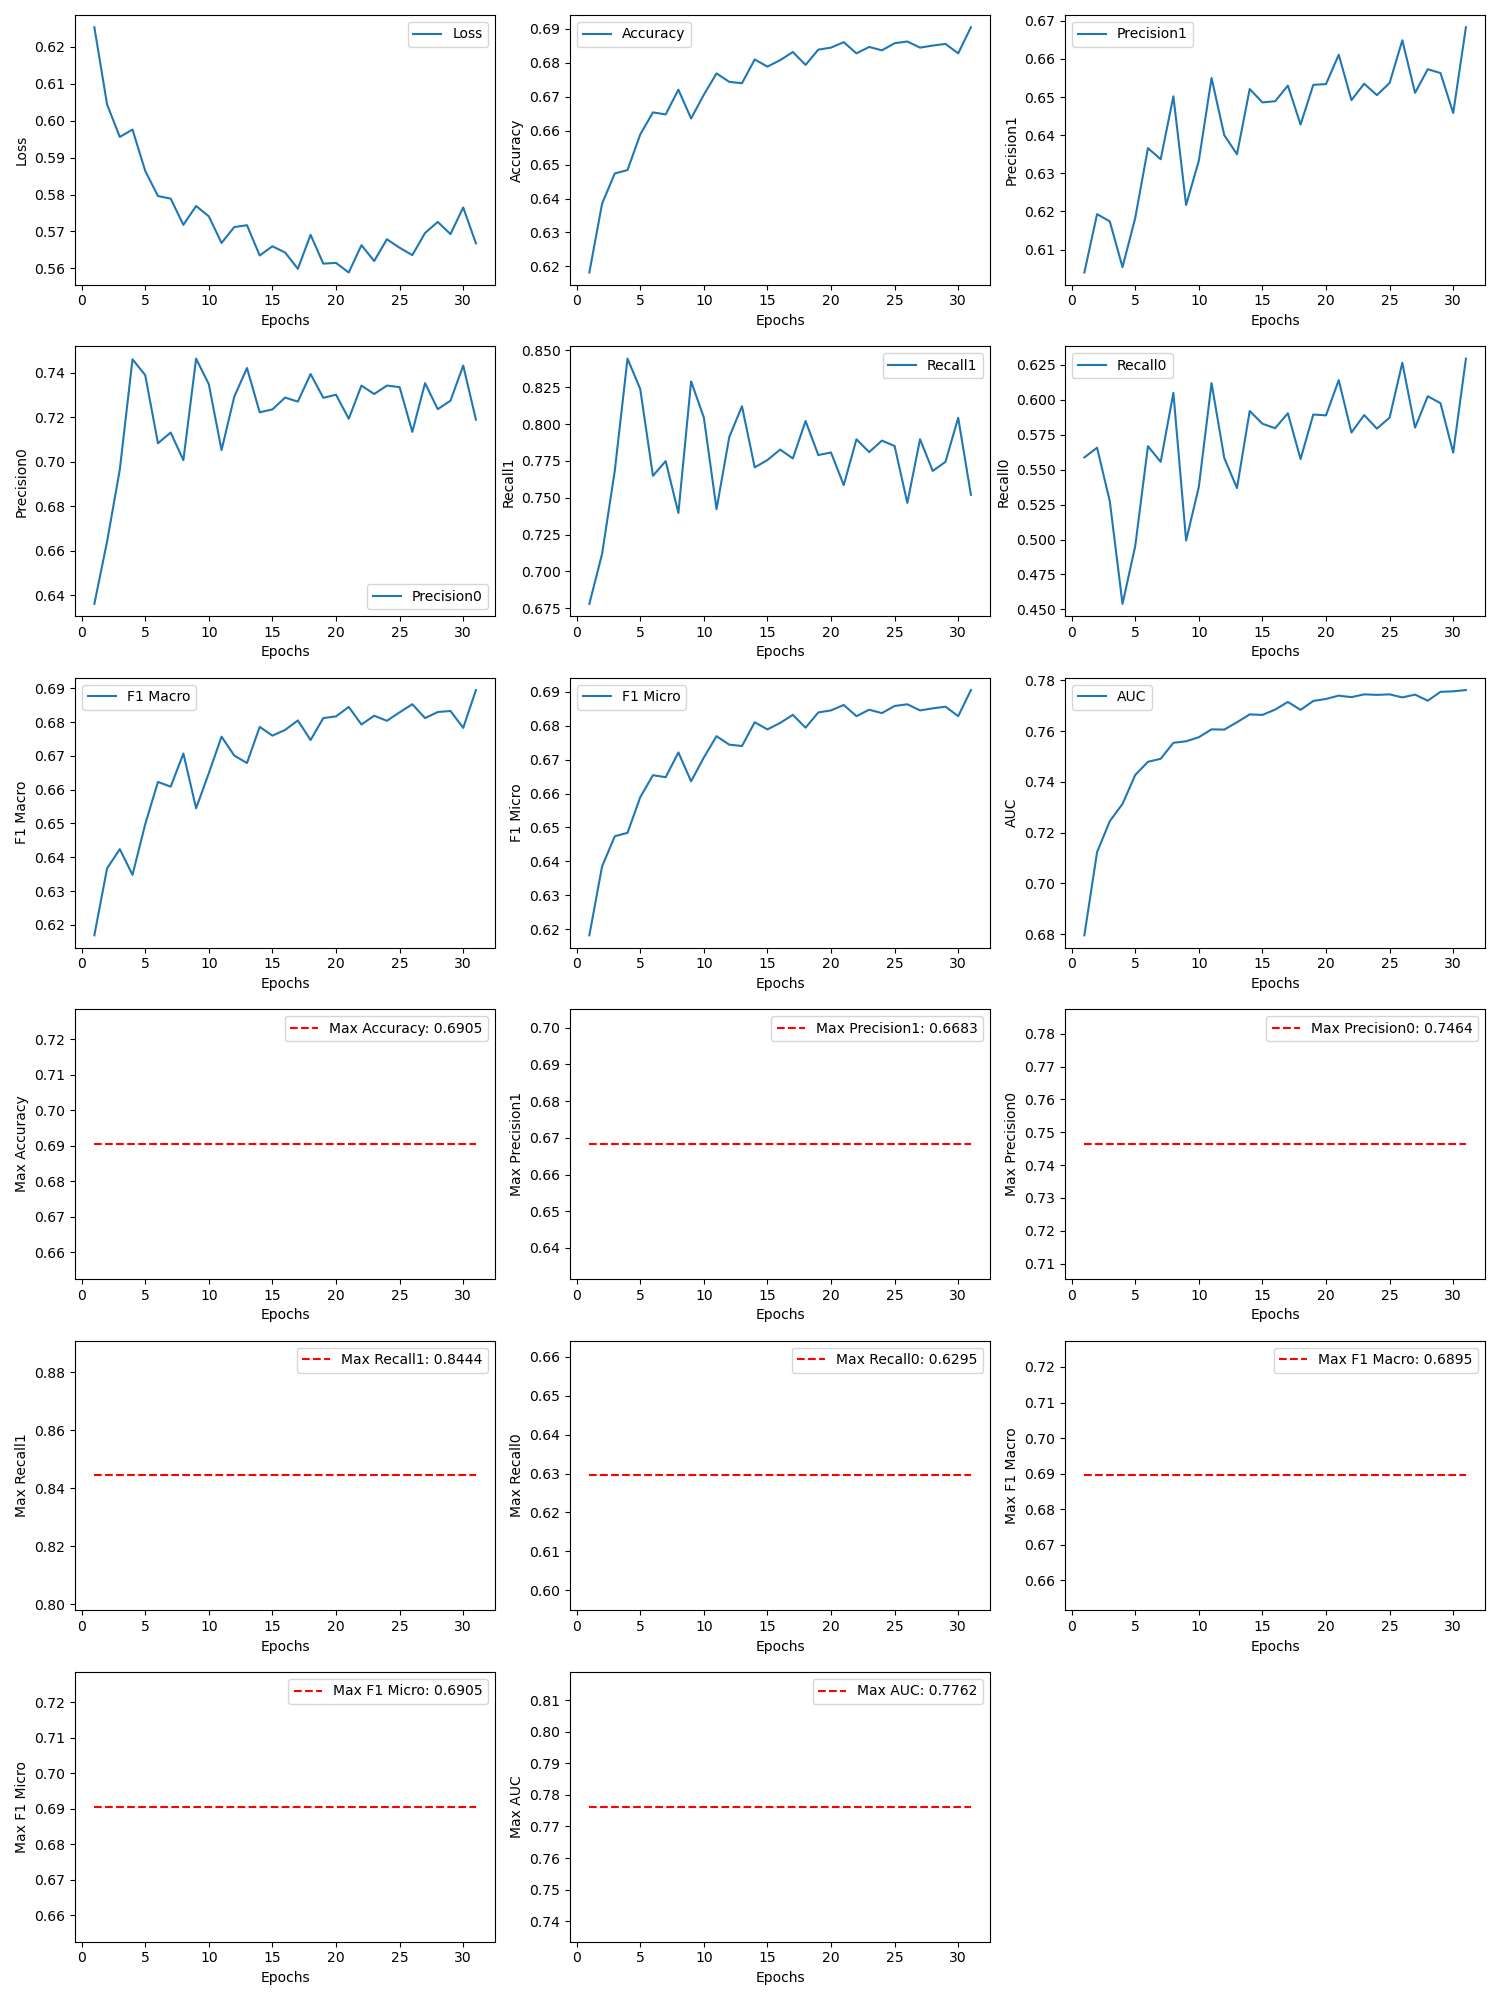 0.62
0.61
0.60
0.59
0.58
0.57
0.56
Loss
Loss
0 5 10 15 20 25 30
Epochs
0.69
0.68
0.67
0.66
0.65
0.64
0.63
0.62
Accuracy
Accuracy
0 5 10 15 20 25 30
Epochs
0.67
0.66
0.65
0.64
0.63
0.62
0.61
Precision1
Precision1
0 5 10 15 20 25 30
Epochs
0.74
0.72
0.70
0.68
0.66
0.64
Precision0
Precision0
0 5 10 15 20 25 30
Epochs
0.850
0.825
0.800
0.775
0.750
0.725
0.700
0.675
Recall1
Recall1
0 5 10 15 20 25 30
Epochs
0.625
0.600
0.575
0.550
0.525
0.500
0.475
0.450
Recall0
Recall0
0 5 10 15 20 25 30
Epochs
0.69
0.68
0.67
0.66
0.65
0.64
0.63
0.62
F1 Macro
F1 Macro
0 5 10 15 20 25 30
Epochs
0.69
0.68
0.67
0.66
0.65
0.64
0.63
0.62
F1 Micro
F1 Micro
0 5 10 15 20 25 30
Epochs
0.78
0.76
0.74
0.72
0.70
0.68
AUC
AUC
0 5 10 15 20 25 30
Epochs
0.72
0.71
0.70
0.69
0.68
0.67
0.66
Max Accuracy
Max Accuracy: 0.6905
0 5 10 15 20 25 30
Epochs
0.70
0.69
0.68
0.67
0.66
0.65
0.64
Max Precision1
Max Precision1: 0.6683
0 5 10 15 20 25 30
Epochs
0.78
0.77
0.76
0.75
0.74
0.73
0.72
0.71
Max Precision0
Max Precision0: 0.7464
0 5 10 15 20 25 30
Epochs
0.88
0.86
0.84
0.82
0.80
Max Recall1
Max Recall1: 0.8444
0 5 10 15 20 25 30
Epochs
0.66
0.65
0.64
0.63
0.62
0.61
0.60
Max Recall0
Max Recall0: 0.6295
0 5 10 15 20 25 30
Epochs
0.72
0.71
0.70
0.69
0.68
0.67
0.66
Max F1 Macro
Max F1 Macro: 0.6895
0 5 10 15 20 25 30
Epochs
0.72
0.71
0.70
0.69
0.68
0.67
0.66
Max F1 Micro
Max F1 Micro: 0.6905
0 5 10 15 20 25 30
Epochs
0.81
0.80
0.79
0.78
0.77
0.76
0.75
0.74
Max AUC
Max AUC: 0.7762
0 5 10 15 20 25 30
Epochs